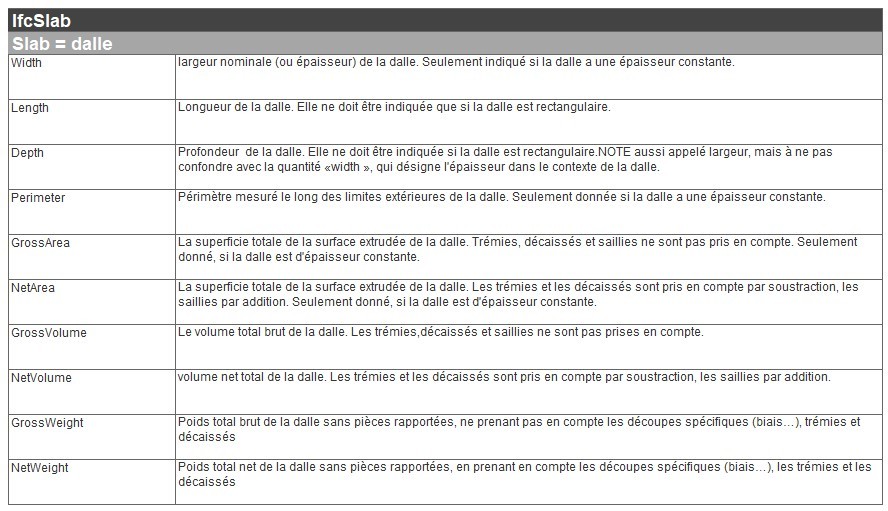 IfcSlab
Slab = dalle
Width
largeur nominale (ou épaisseur) de la dalle. Seulement indiqué si la dalle a une épaisseur constante.
Length
Longueur de la dalle. Elle ne doit être indiquée que si la dalle est rectangulaire.
Depth
Profondeur  de la dalle. Elle ne doit être indiquée si la dalle est rectangulaire.NOTE aussi appelé largeur, mais à ne pas
confondre avec la quantité «width », qui désigne l'épaisseur dans le contexte de la dalle.
Perimeter
Périmètre mesuré le long des limites extérieures de la dalle. Seulement donnée si la dalle a une épaisseur constante.
GrossArea
La superficie totale de la surface extrudée de la dalle. Trémies, décaissés et saillies ne sont pas pris en compte. Seulement
donné, si la dalle est d'épaisseur constante.
NetArea
La superficie totale de la surface extrudée de la dalle. Les trémies et les décaissés sont pris en compte par soustraction, les
saillies par addition. Seulement donné, si la dalle est d'épaisseur constante.
GrossVolume
Le volume total brut de la dalle. Les trémies,décaissés et saillies ne sont pas prises en compte.
NetVolume
volume net total de la dalle. Les trémies et les décaissés sont pris en compte par soustraction, les saillies par addition.
GrossWeight
Poids total brut de la dalle sans pièces rapportées, ne prenant pas en compte les découpes spécifiques (biais…), trémies et
décaissés
NetWeight
Poids total net de la dalle sans pièces rapportées, en prenant en compte les découpes spécifiques (biais…), les trémies et les
décaissés